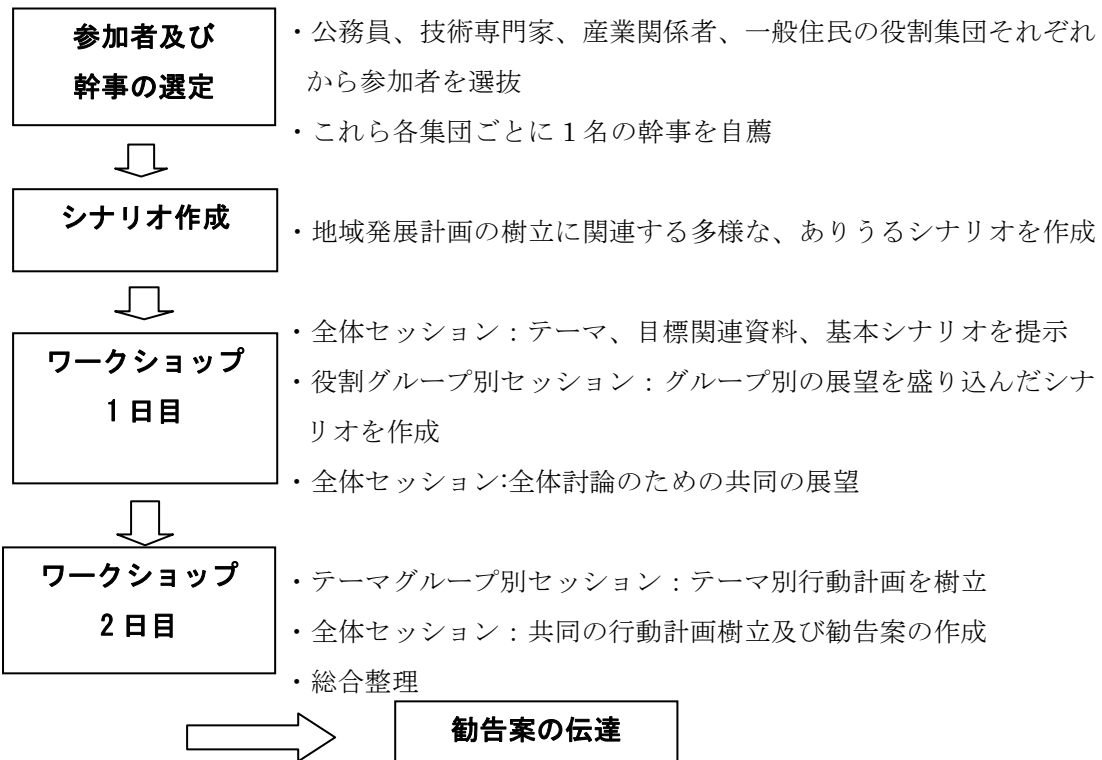 参加者及び
幹事の選定
・公務員、技術専門家、産業関係者、一般住民の役割集団それぞれ
から参加者を選抜
・これら各集団ごとに１名の幹事を自薦
シナリオ作成
・地域発展計画の樹立に関連する多様な、ありうるシナリオを作成
ワークショップ
1日目
・全体セッション：テーマ、目標関連資料、基本シナリオを提示
・役割グループ別セッション：グループ別の展望を盛り込んだシナ
リオを作成
・全体セッション:全体討論のための共同の展望
ワークショップ
2日目
・テーマグループ別セッション：テーマ別行動計画を樹立
・全体セッション：共同の行動計画樹立及び勧告案の作成
・総合整理
勧告案の伝達